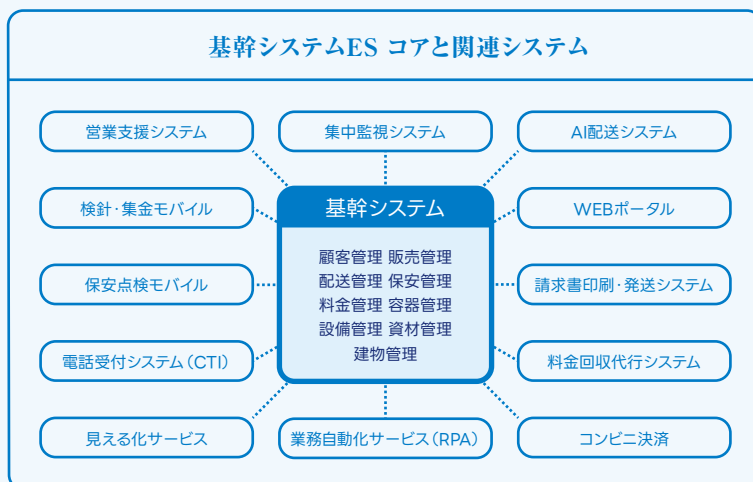 基幹システムES コアと関連システム
営業支援システム
集中監視システム
AI配送システム
検針・集金モバイル
基幹システム
WEBポータル
顧客管理 販売管理
配送管理 保安管理
料金管理 容器管理
設備管理 資材管理
建物管理
保安点検モバイル
請求書印刷・発送システム
電話受付システム（CTI）
料金回収代行システム
見える化サービス
業務自動化サービス（RPA）
コンビニ決済